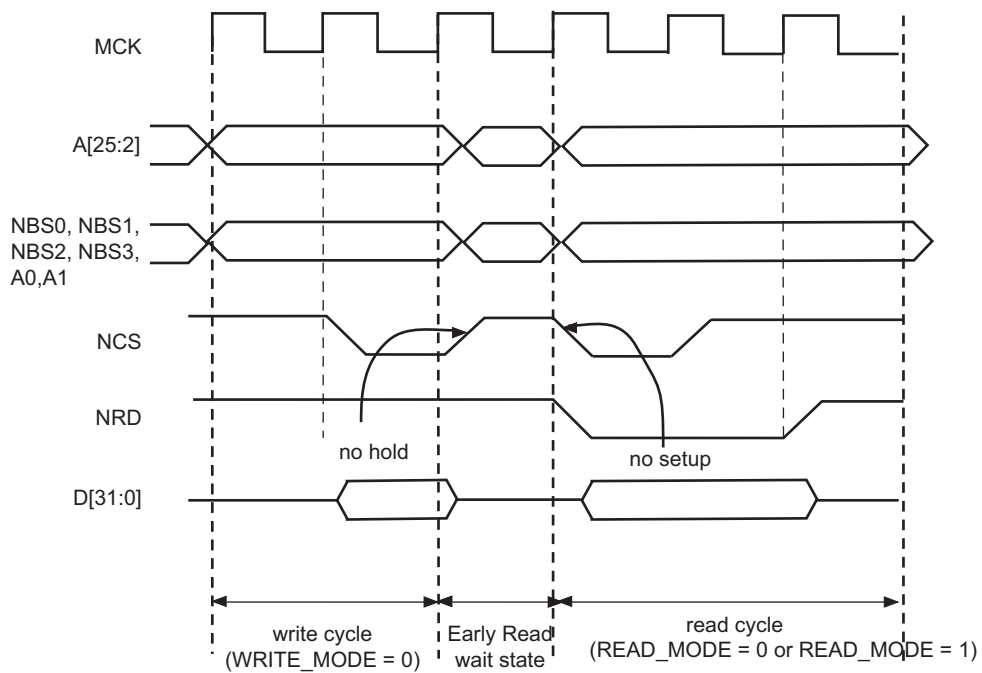 MCK
A[25:2]
NBS0, NBS1,
NBS2, NBS3,
A0,A1
NCS
NRD
no hold
no setup
D[31:0]
write cycle
(WRITE_MODE = 0)
Early Read
wait state
read cycle
(READ_MODE = 0 or READ_MODE = 1)